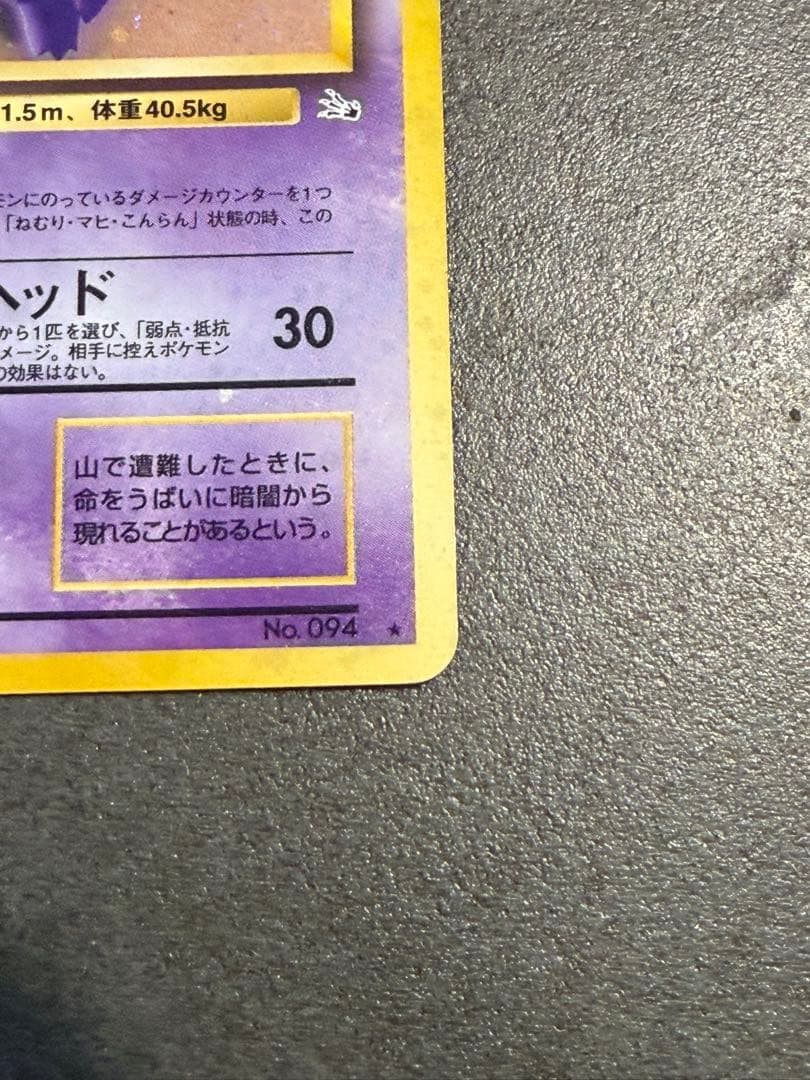 1.5m、体重40.5kg
モンにのっているダメージカウンターを1つ
「ねむり・マヒ・こんらん」状態の時、この
ヘッド
30
から1匹を選び、「弱点・抵抗
メージ。相手に控えポケモン
の効果はない。
山で遭難したときに、
命をうばいに暗闇から
現れることがあるという。
No. 094 ★